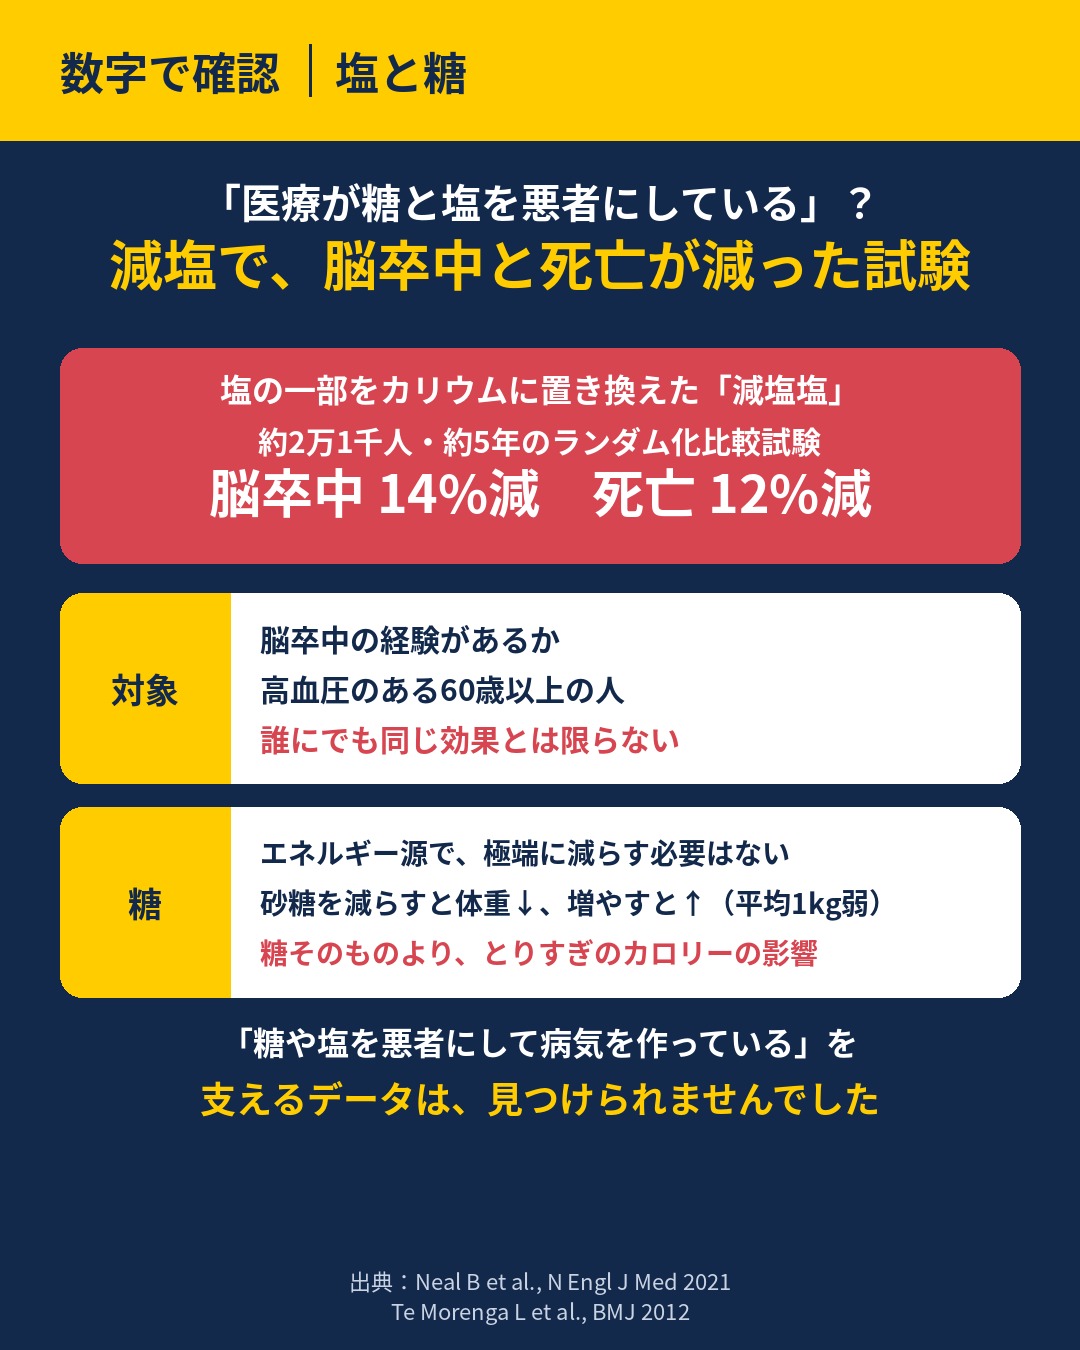 数字で確認｜塩と糖
「医療が糖と塩を悪者にしている」？
減塩で、脳卒中と死亡が減った試験
塩の一部をカリウムに置き換えた「減塩塩」
約2万1千人・約5年のランダム化比較試験
脳卒中 14%減　死亡 12%減
対象
脳卒中の経験があるか
高血圧のある60歳以上の人
誰にでも同じ効果とは限らない
糖
エネルギー源で、極端に減らす必要はない
砂糖を減らすと体重↓、増やすと↑（平均1kg弱）
糖そのものより、とりすぎのカロリーの影響
「糖や塩を悪者にして病気を作っている」を
支えるデータは、見つけられませんでした
出典：Neal B et al., N Engl J Med 2021
Te Morenga L et al., BMJ 2012